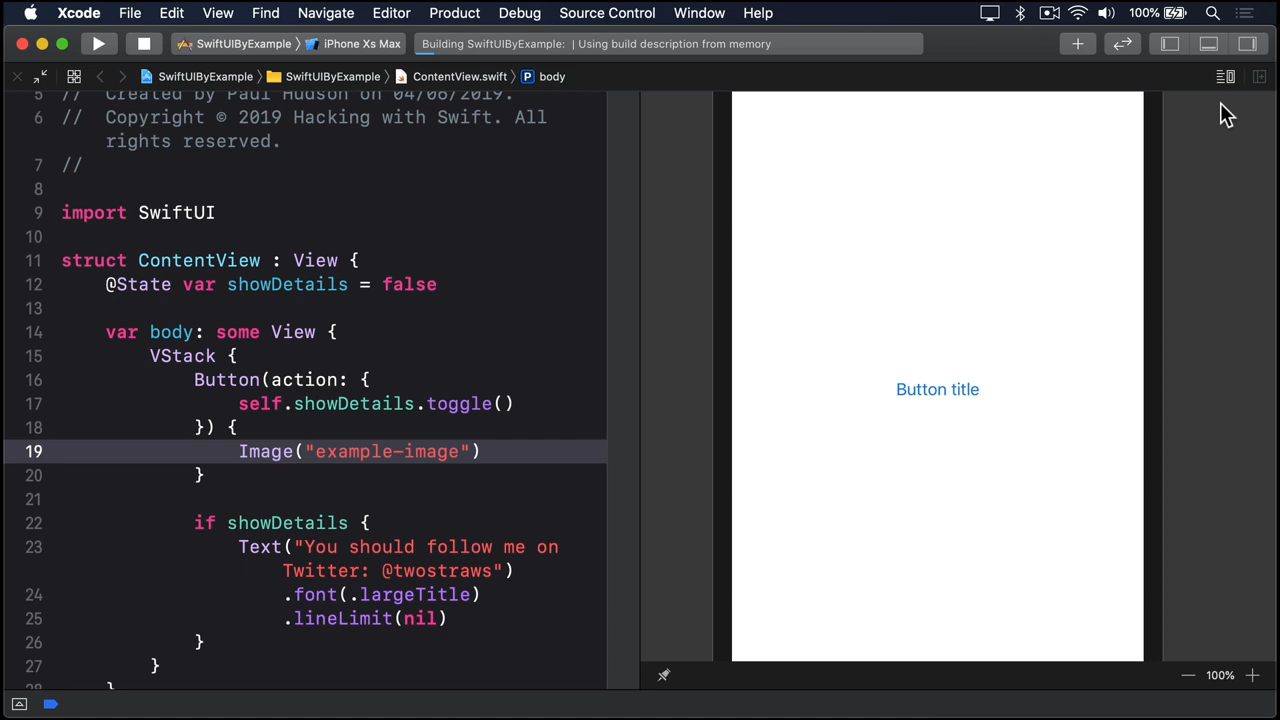 Xcode File Edit View Find Navigate Editor Product Debug Source Control Window Help 100%
SwiftUIByExample iPhone Xs Max Building SwiftUIByExample: | Using build description from memory
SwiftUIByExample SwiftUIByExample ContentView.swift P body
5 // Created by Paul Hudson on 04/06/2019.
6 // Copyright © 2019 Hacking with Swift. All
rights reserved.
7 //
8
9 import SwiftUI
10
11 struct ContentView : View {
12 @State var showDetails = false
13
14 var body: some View {
15 VStack {
16 Button(action: {
17 self.showDetails.toggle()
18 }) {
19 Image("example-image")
20 }
21
22 if showDetails {
23 Text("You should follow me on
Twitter: @twostraws")
24 .font(.largeTitle)
25 .lineLimit(nil)
26 }
27 }
28 }
Button title
100%